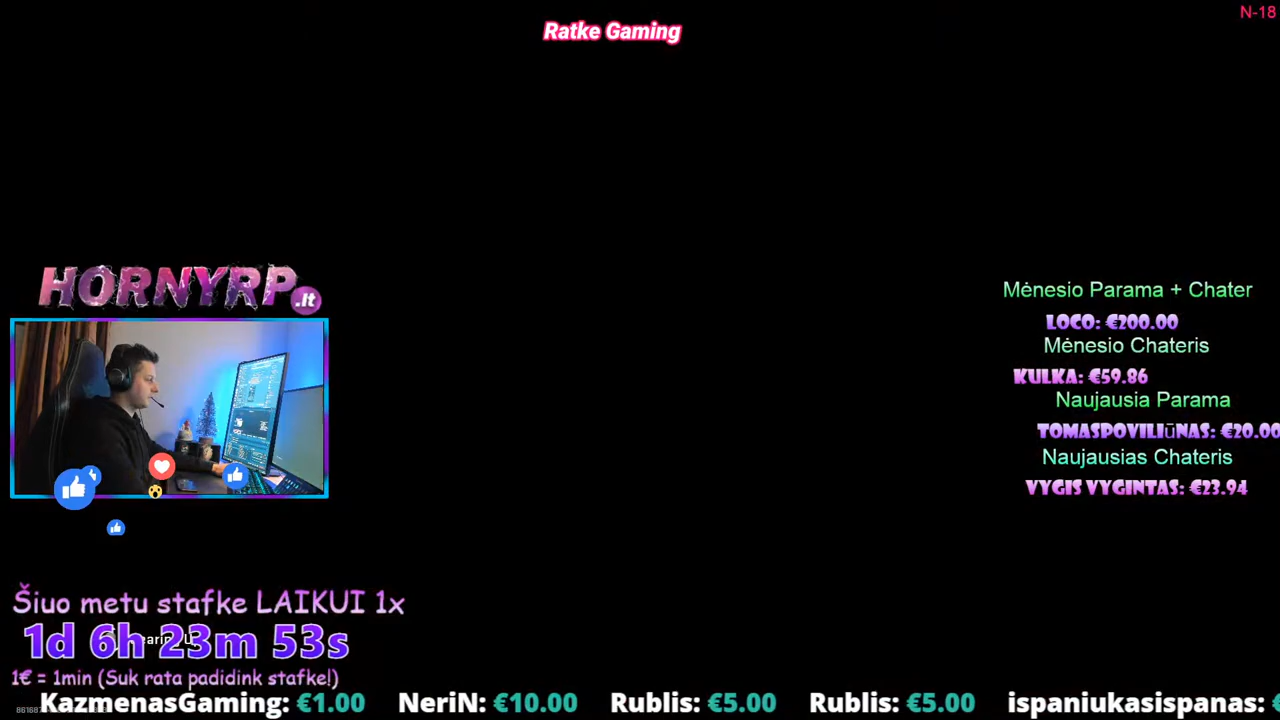 Ratke Gaming
N-18
HORNYRP
.lt
Mėnesio Parama + Chater
LOCO: €200.00
Mėnesio Chateris
KULKA: €59.86
Naujausia Parama
TOMASPOVILIŪNAS: €20.00
Naujausias Chateris
VYGIS VYGINTAS: €23.94
Šiuo metu stafke LAIKUI 1x
1d 6h 23m 53s
1€ = 1min (Suk rata padidink stafke!)
KazmenasGaming: €1.00 NeriN: €10.00 Rublis: €5.00 Rublis: €5.00 ispaniukasispanas: